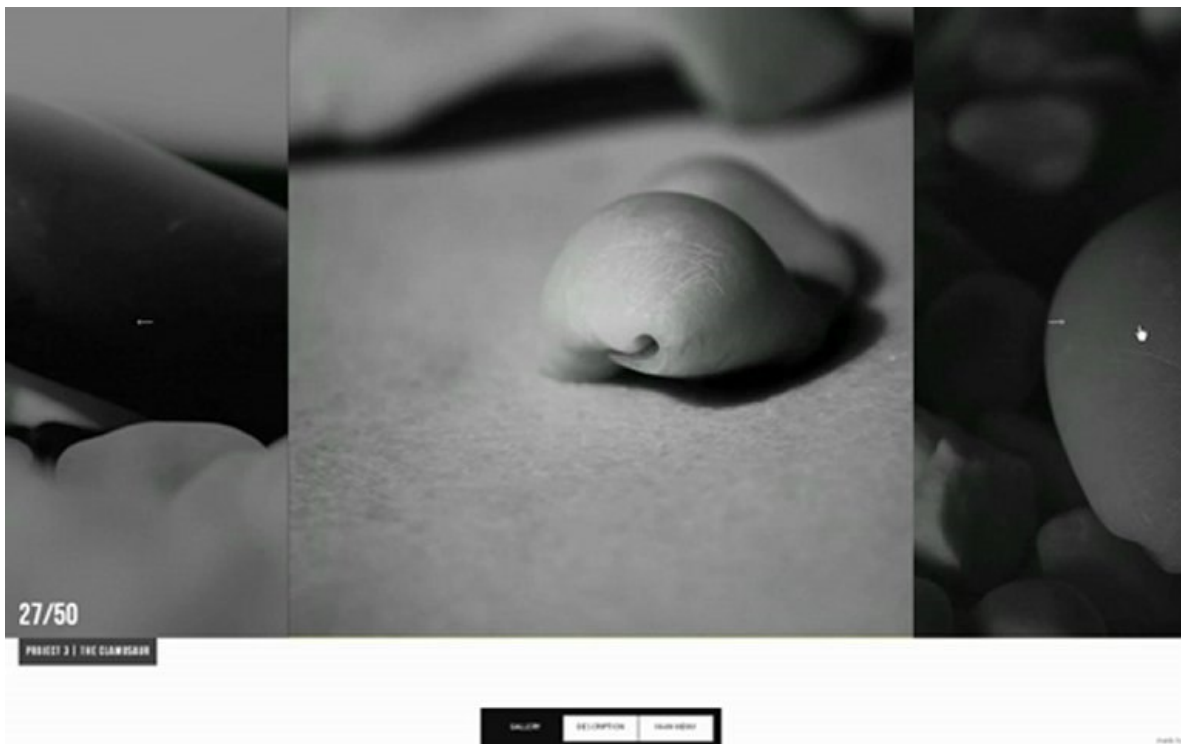 ←
→
27/50
PROJECT 3 | THE CLAMOSAUR
GALLERY DESCRIPTION MAIN MENU